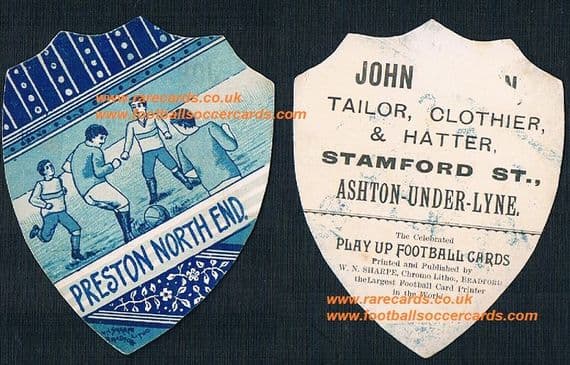 www.rarecards.co.uk
www.footballsoccercards.com
PRESTON NORTH END.
W.N. SHARPE
BRADFORD
JOHN N
TAILOR, CLOTHIER,
& HATTER,
STAMFORD ST.,
ASHTON-UNDER-LYNE.
The Celebrated
PLAY UP FOOTBALL CARDS
Printed and Published by
W. N. SHARPE, Chromo Litho., BRADFORD
the Largest Football Card Printer
in the World.
www.rarecards.co.uk
www.footballsoccercards.com